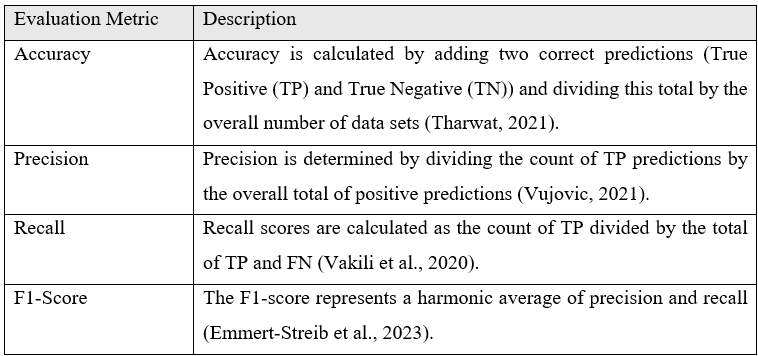 Evaluation Metric Description
Accuracy Accuracy is calculated by adding two correct predictions (True
Positive (TP) and True Negative (TN)) and dividing this total by the
overall number of data sets (Tharwat, 2021).
Precision Precision is determined by dividing the count of TP predictions by
the overall total of positive predictions (Vujovic, 2021).
Recall Recall scores are calculated as the count of TP divided by the total
of TP and FN (Vakili et al., 2020).
F1-Score The F1-score represents a harmonic average of precision and recall
(Emmert-Streib et al., 2023).